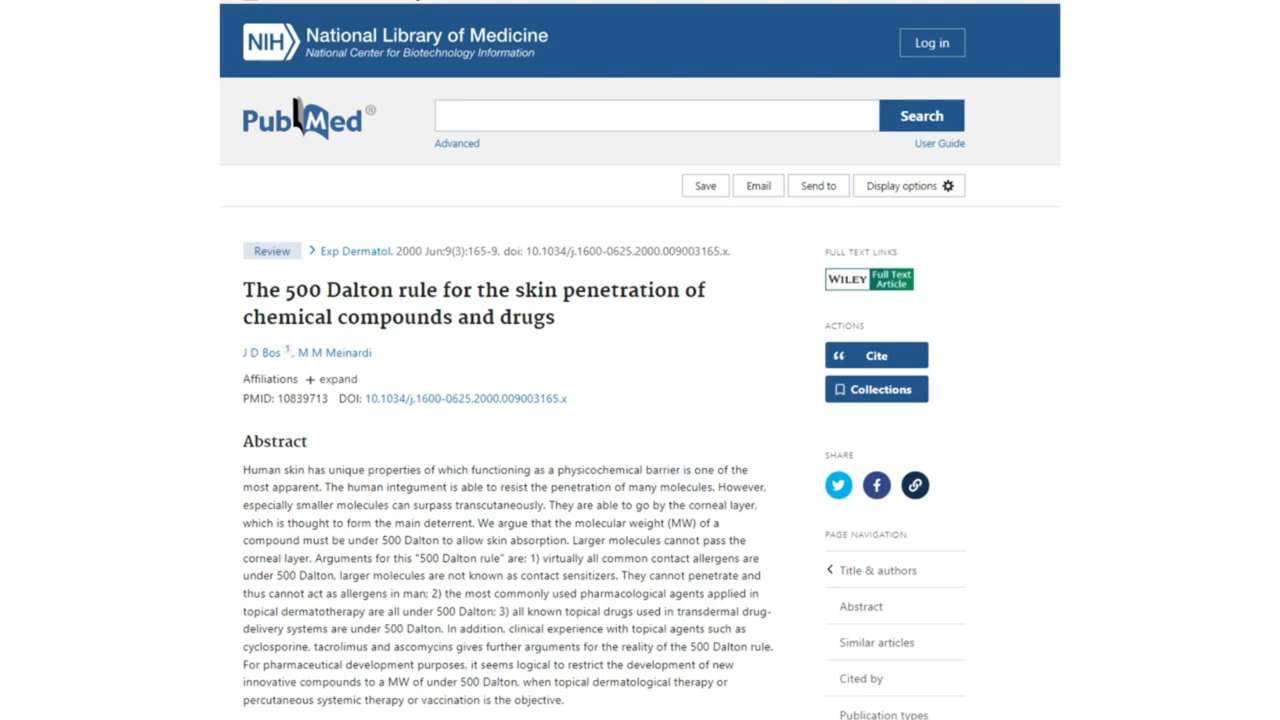 NIH National Library of Medicine
National Center for Biotechnology Information
Log in
PubMed®
Search
Advanced
User Guide
Save
Email
Send to
Display options
Review
Exp Dermatol. 2000 Jun;9(3):165-9. doi: 10.1034/j.1600-0625.2000.009003165.x.
The 500 Dalton rule for the skin penetration of
chemical compounds and drugs
J D Bos 1, M M Meinardi
Affiliations + expand
PMID: 10839713 DOI: 10.1034/j.1600-0625.2000.009003165.x
Abstract
Human skin has unique properties of which functioning as a physicochemical barrier is one of the
most apparent. The human integument is able to resist the penetration of many molecules. However,
especially smaller molecules can surpass transcutaneously. They are able to go by the corneal layer,
which is thought to form the main deterrent. We argue that the molecular weight (MW) of a
compound must be under 500 Dalton to allow skin absorption. Larger molecules cannot pass the
corneal layer. Arguments for this "500 Dalton rule" are: 1) virtually all common contact allergens are
under 500 Dalton, larger molecules are not known as contact sensitizers. They cannot penetrate and
thus cannot act as allergens in man; 2) the most commonly used pharmacological agents applied in
topical dermatotherapy are all under 500 Dalton; 3) all known topical drugs used in transdermal drug-
delivery systems are under 500 Dalton. In addition, clinical experience with topical agents such as
cyclosporine, tacrolimus and ascomycins gives further arguments for the reality of the 500 Dalton rule.
For pharmaceutical development purposes, it seems logical to restrict the development of new
innovative compounds to a MW of under 500 Dalton, when topical dermatological therapy or
percutaneous systemic therapy or vaccination is the objective.
FULL TEXT LINKS
WILEY Full Text
Article
ACTIONS
Cite
Collections
SHARE
PAGE NAVIGATION
Title & authors
Abstract
Similar articles
Cited by
Publication types